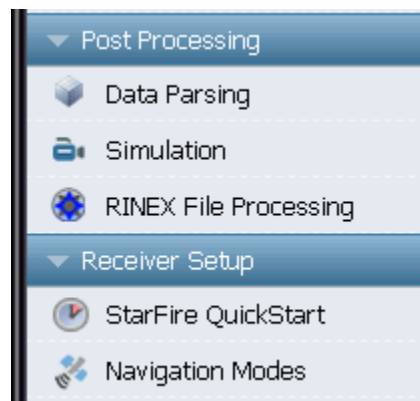 Post Processing
Data Parsing
Simulation
RINEX File Processing
Receiver Setup
StarFire QuickStart
Navigation Modes